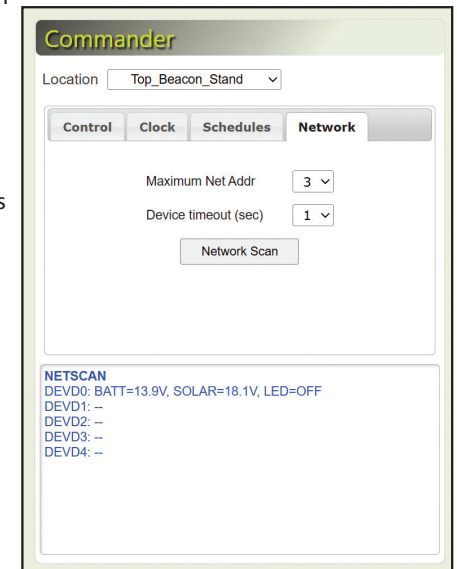 Commander
Location Top_Beacon_Stand
Control Clock Schedules Network
Maximum Net Addr 3
Device timeout (sec) 1
Network Scan
s
NETSCAN
DEVD0: BATT=13.9V, SOLAR=18.1V, LED=OFF
DEVD1: --
DEVD2: --
DEVD3: --
DEVD4: --